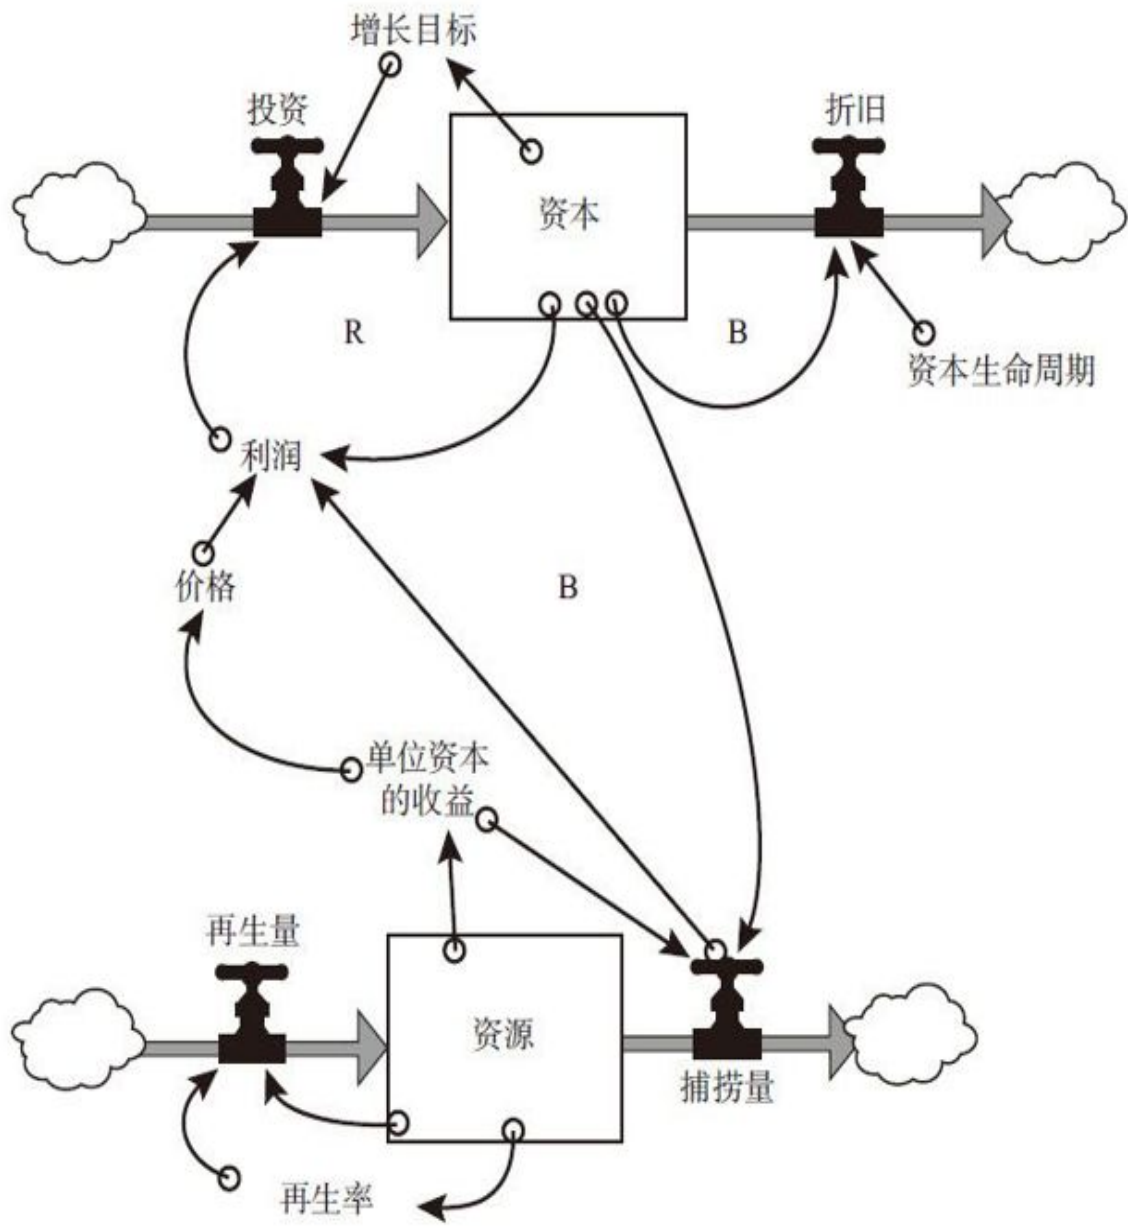 增长目标
投资
折旧
资本
R
B
资本生命周期
利润
价格
B
单位资本
的收益
再生量
资源
捕捞量
再生率